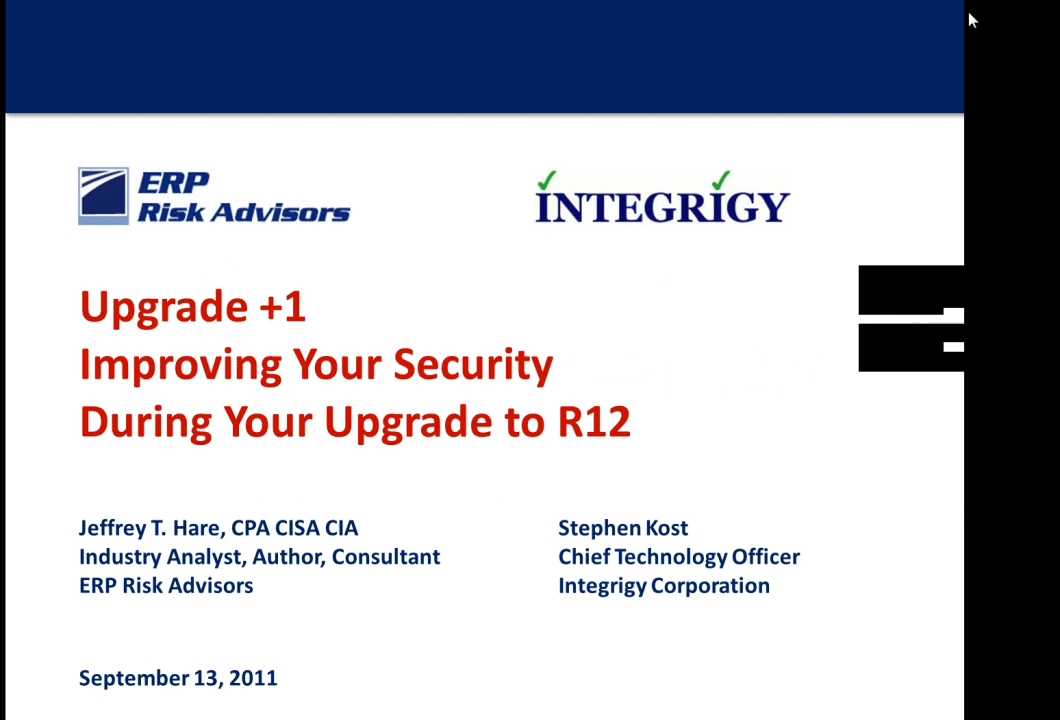 ERP
Risk Advisors
INTEGRIGY
Upgrade +1
Improving Your Security
During Your Upgrade to R12
Jeffrey T. Hare, CPA CISA CIA
Industry Analyst, Author, Consultant
ERP Risk Advisors
Stephen Kost
Chief Technology Officer
Integrigy Corporation
September 13, 2011